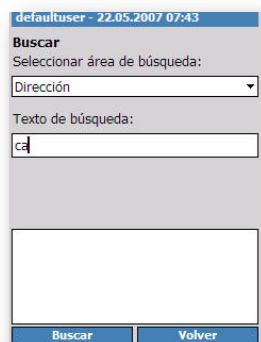 defaultuser - 22.05.2007 07:43
Buscar
Seleccionar área de búsqueda:
Dirección
Texto de búsqueda:
ca
Buscar Volver